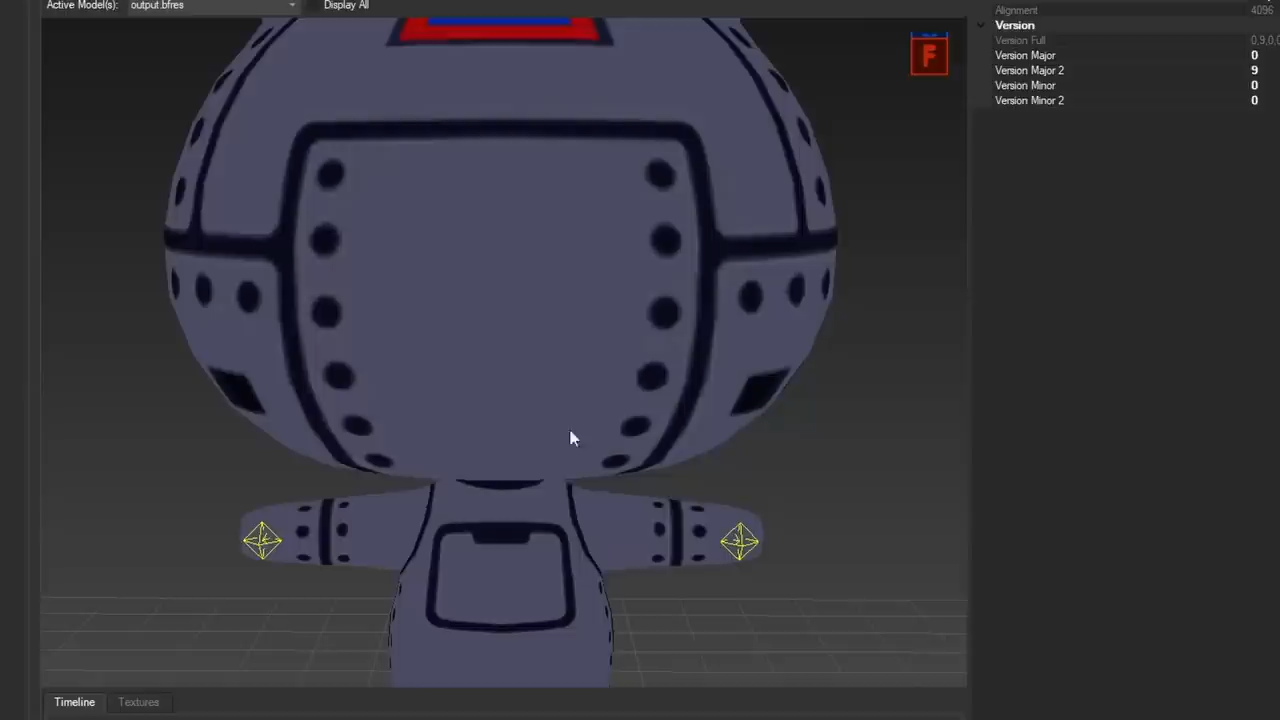 Active Model(s): output.bfres Display All
Alignment 4096
Version
Version Full 0,9,0,0
Version Major 0
Version Major 2 9
Version Minor 0
Version Minor 2 0
F
Timeline Textures